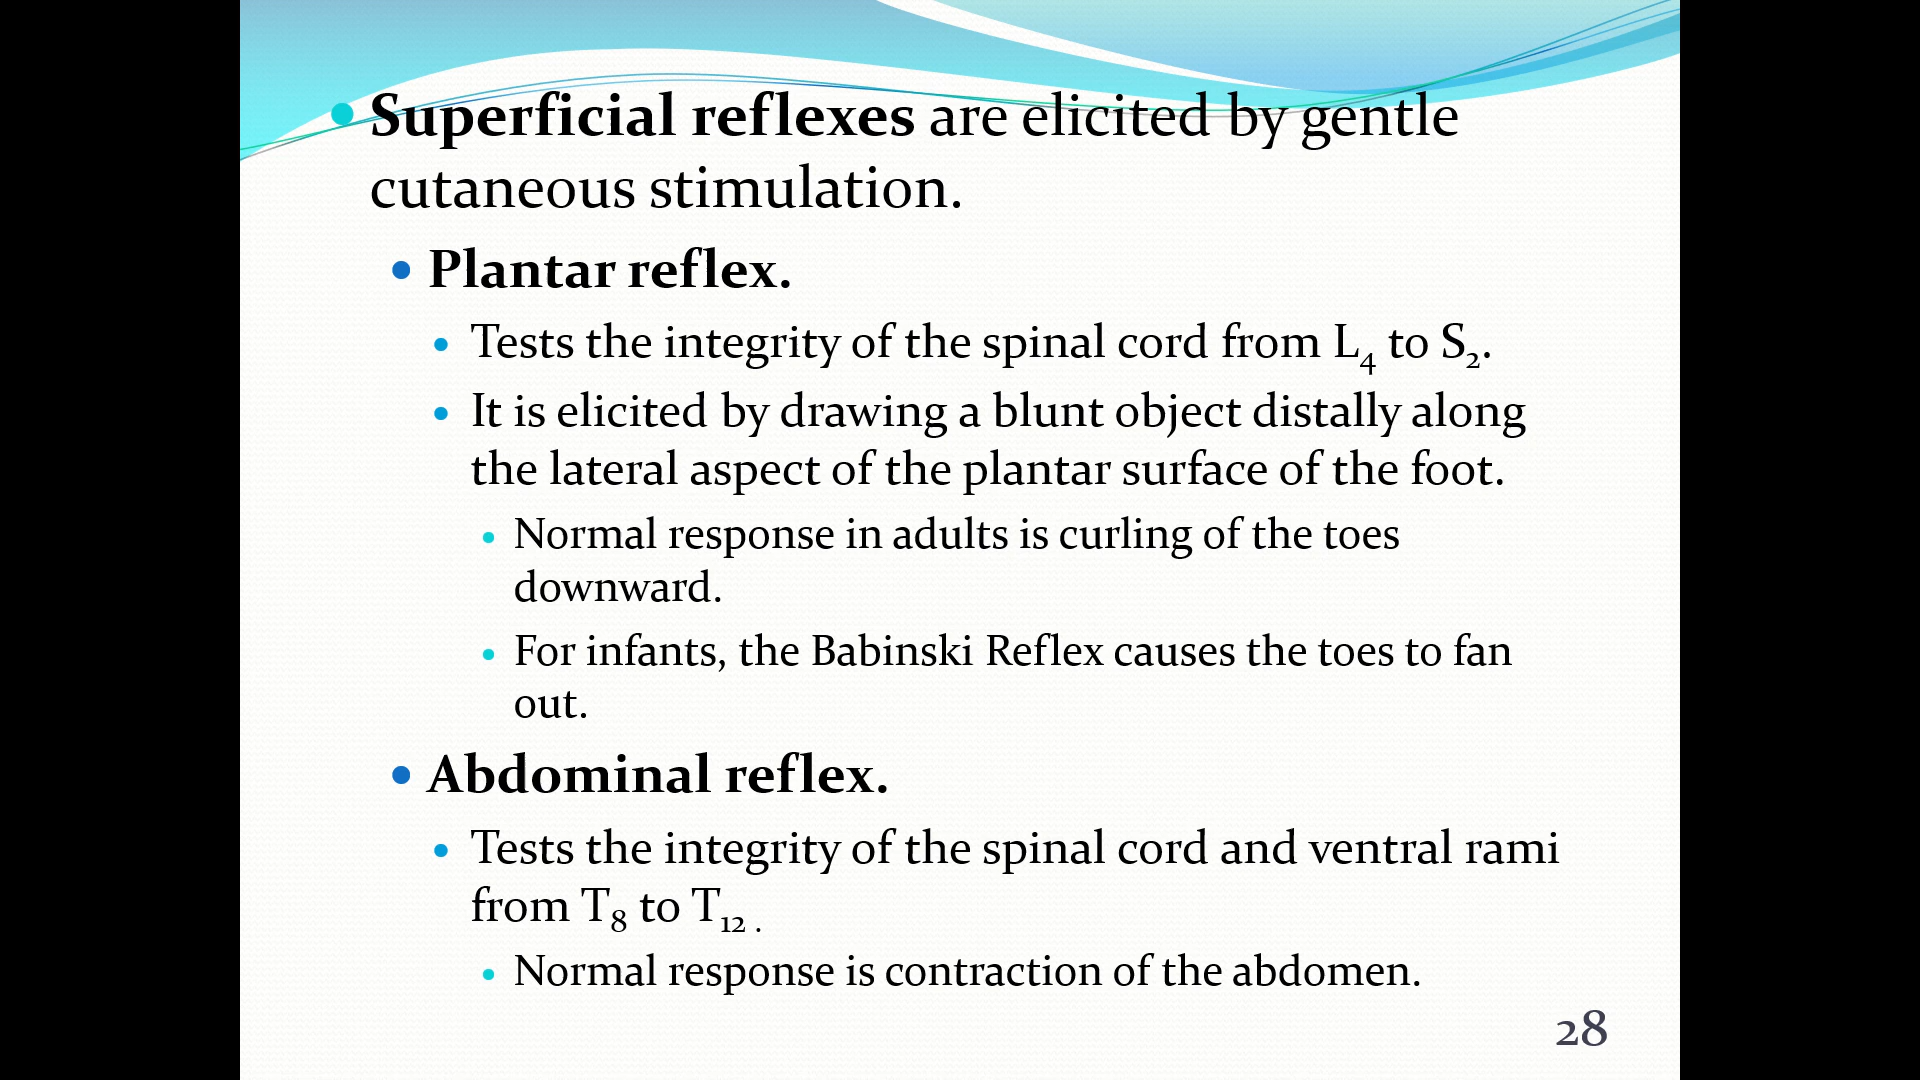 • Superficial reflexes are elicited by gentle
cutaneous stimulation.
• Plantar reflex.
• Tests the integrity of the spinal cord from L₄ to S₂.
• It is elicited by drawing a blunt object distally along
the lateral aspect of the plantar surface of the foot.
• Normal response in adults is curling of the toes
downward.
• For infants, the Babinski Reflex causes the toes to fan
out.
• Abdominal reflex.
• Tests the integrity of the spinal cord and ventral rami
from T₈ to T₁₂ .
• Normal response is contraction of the abdomen.
28